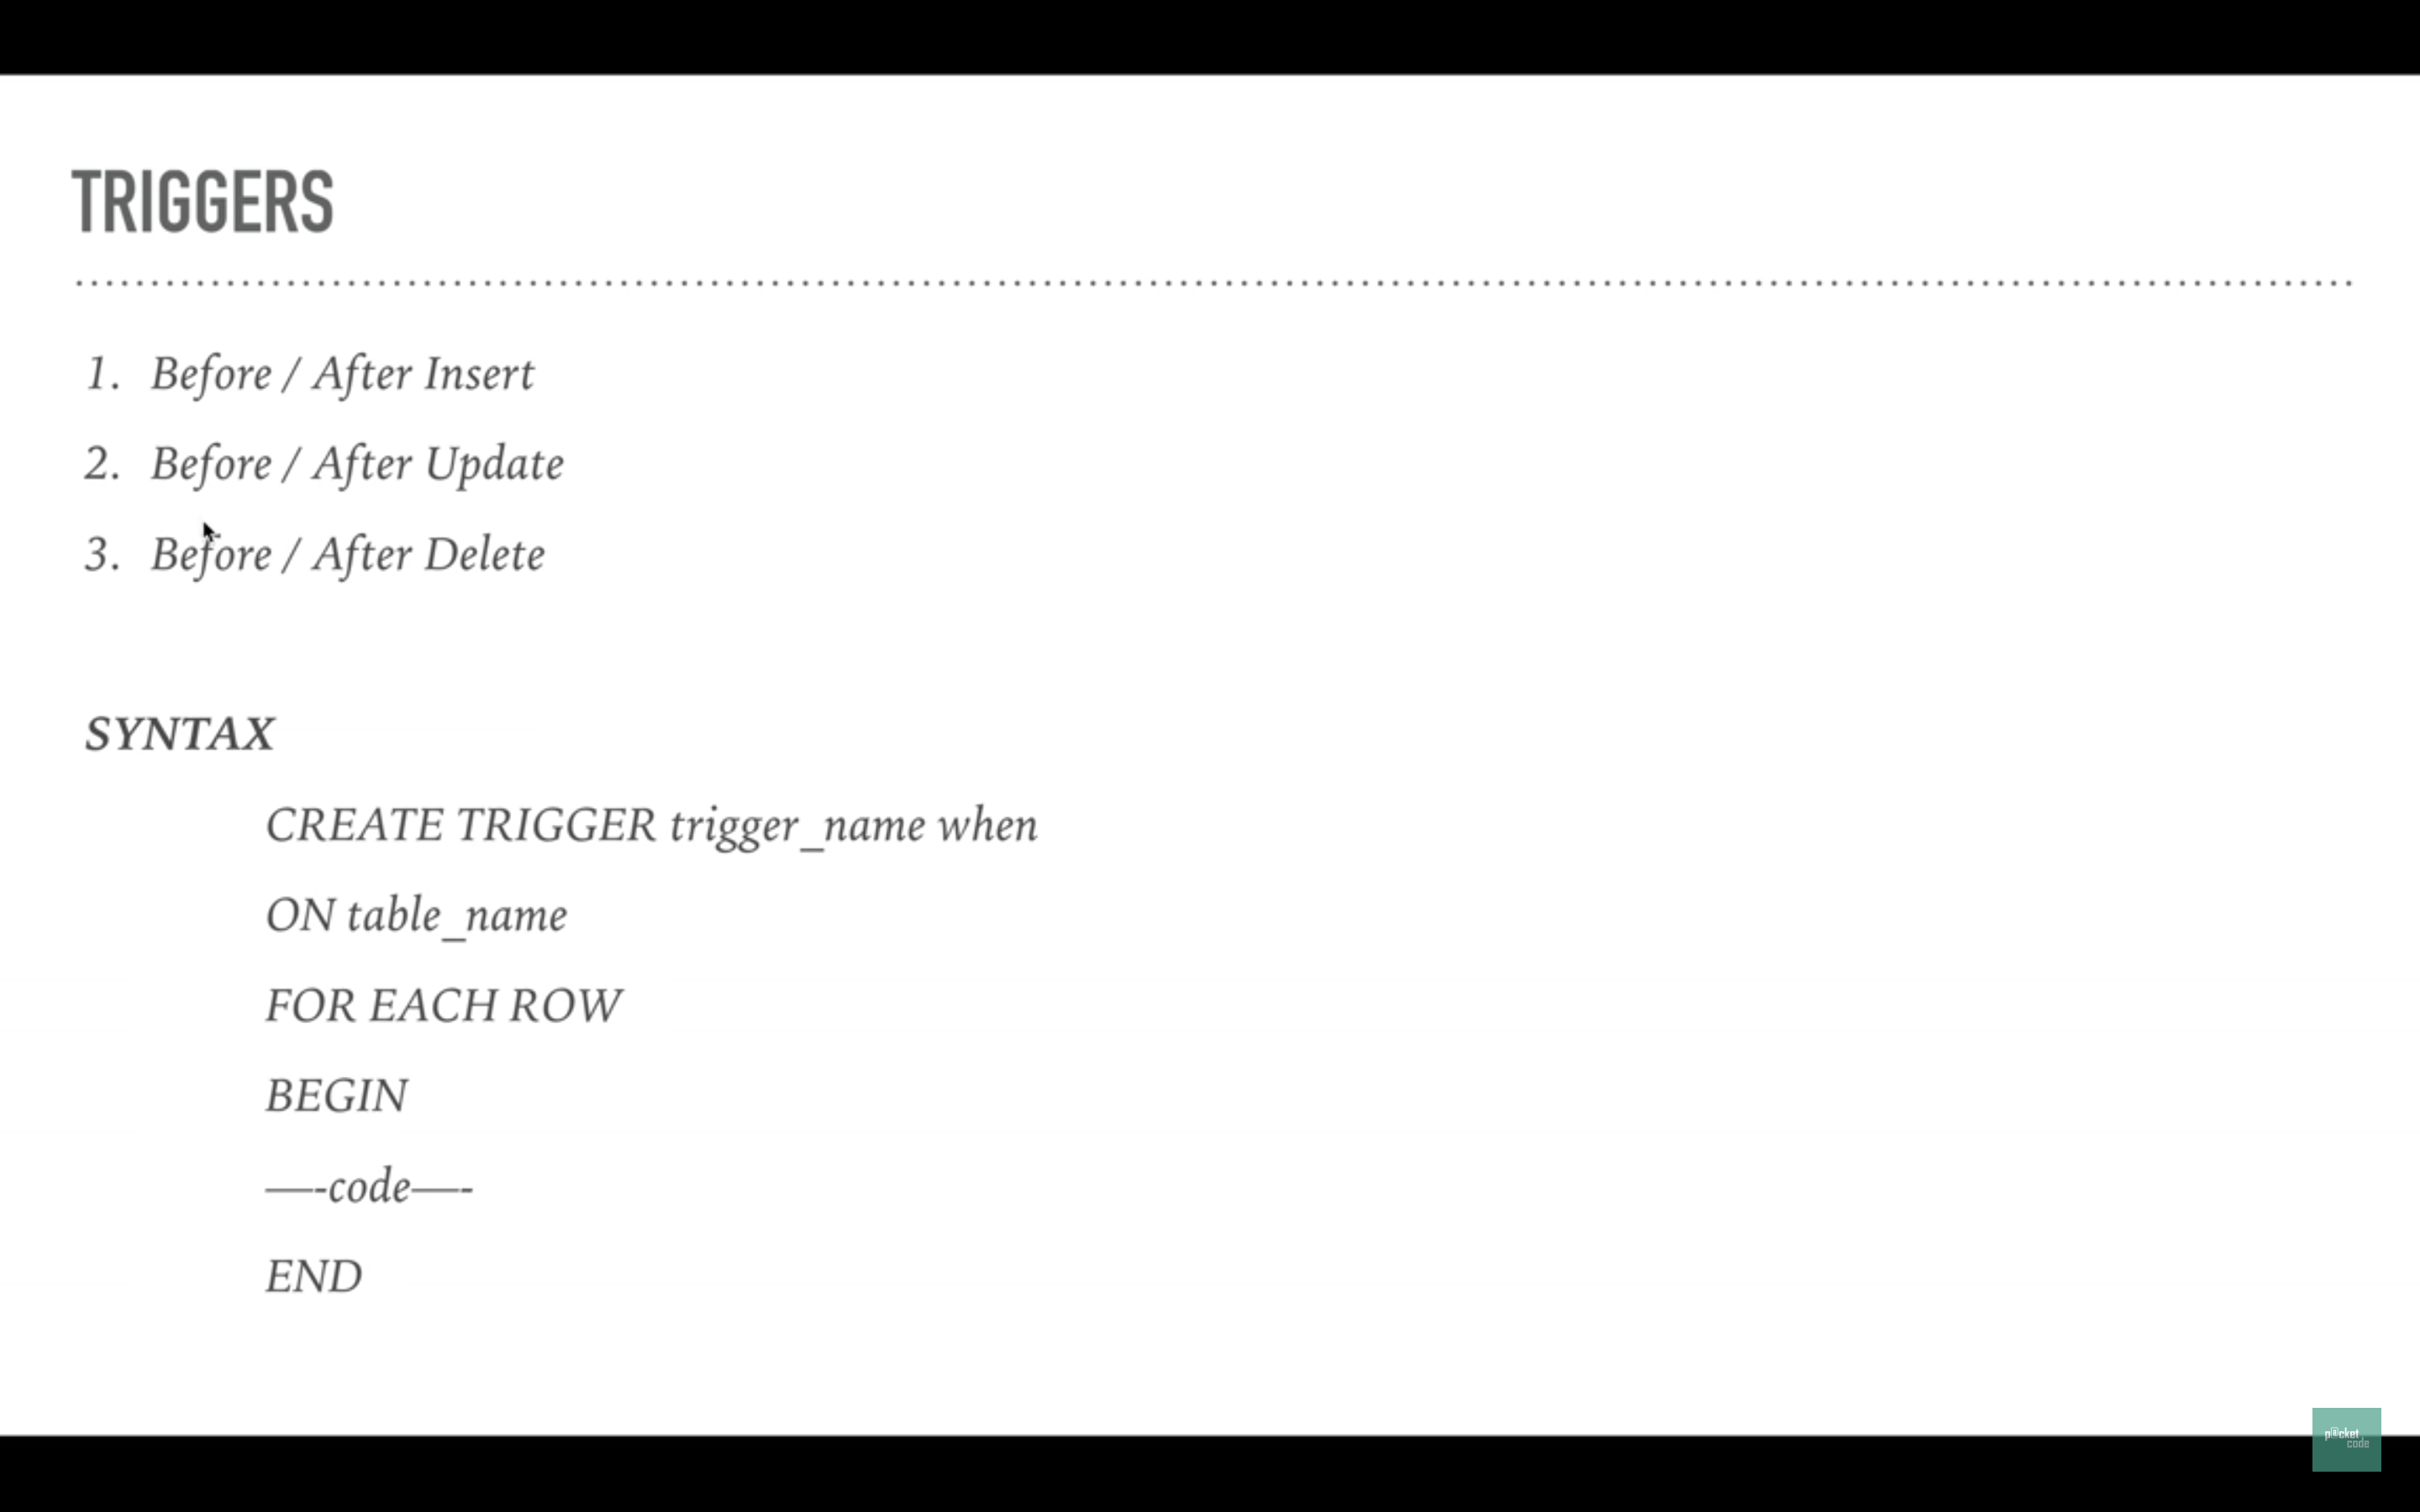 TRIGGERS
1. Before / After Insert
2. Before / After Update
3. Before / After Delete
SYNTAX
CREATE TRIGGER trigger_name when
ON table_name
FOR EACH ROW
BEGIN
—-code—-
END
p@cket
code